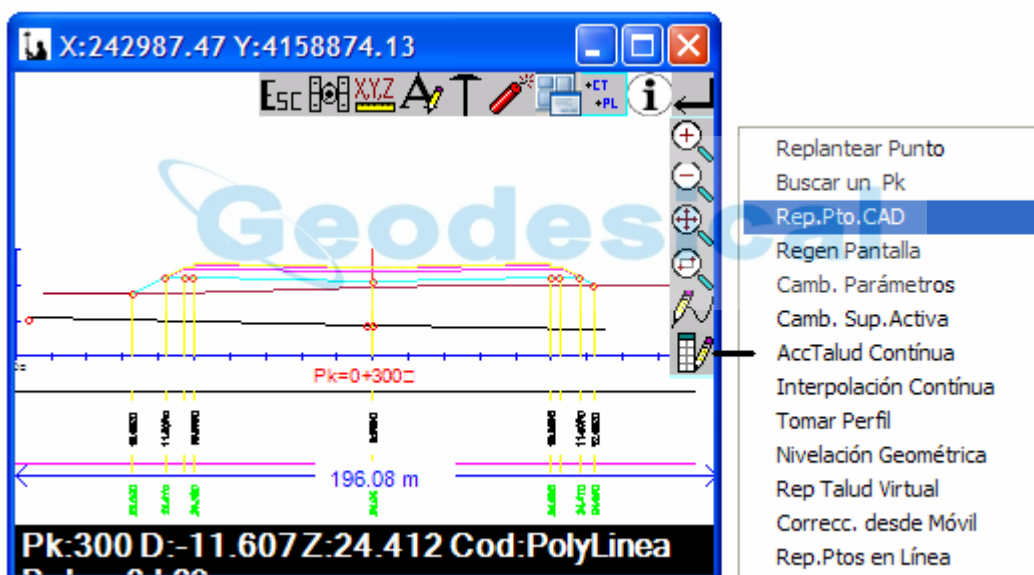 X:242987.47 Y:4158874.13
Esc X,Y,Z A T +CT +PL i
Geodesical
Pk=0+300
196.08 m
Pk:300 D:-11.607 Z:24.412 Cod:PolyLinea
Replantear Punto
Buscar un Pk
Rep.Pto.CAD
Regen Pantalla
Camb. Parámetros
Camb. Sup.Activa
AccTalud Contínua
Interpolación Contínua
Tomar Perfil
Nivelación Geométrica
Rep Talud Virtual
Correcc. desde Móvil
Rep.Ptos en Línea